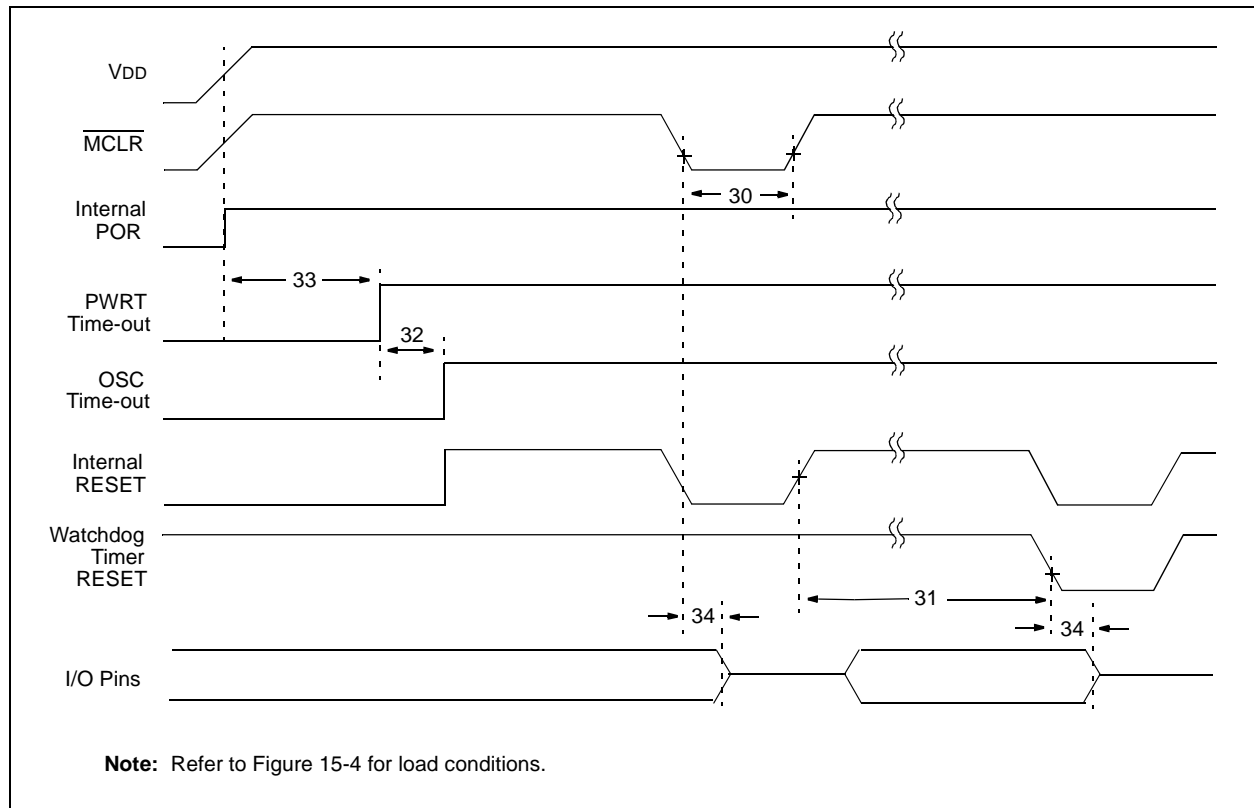 VDD
MCLR
30
Internal
POR
33
PWRT
Time-out
32
OSC
Time-out
Internal
RESET
Watchdog
Timer
RESET
31
34
34
I/O Pins
Note: Refer to Figure 15-4 for load conditions.